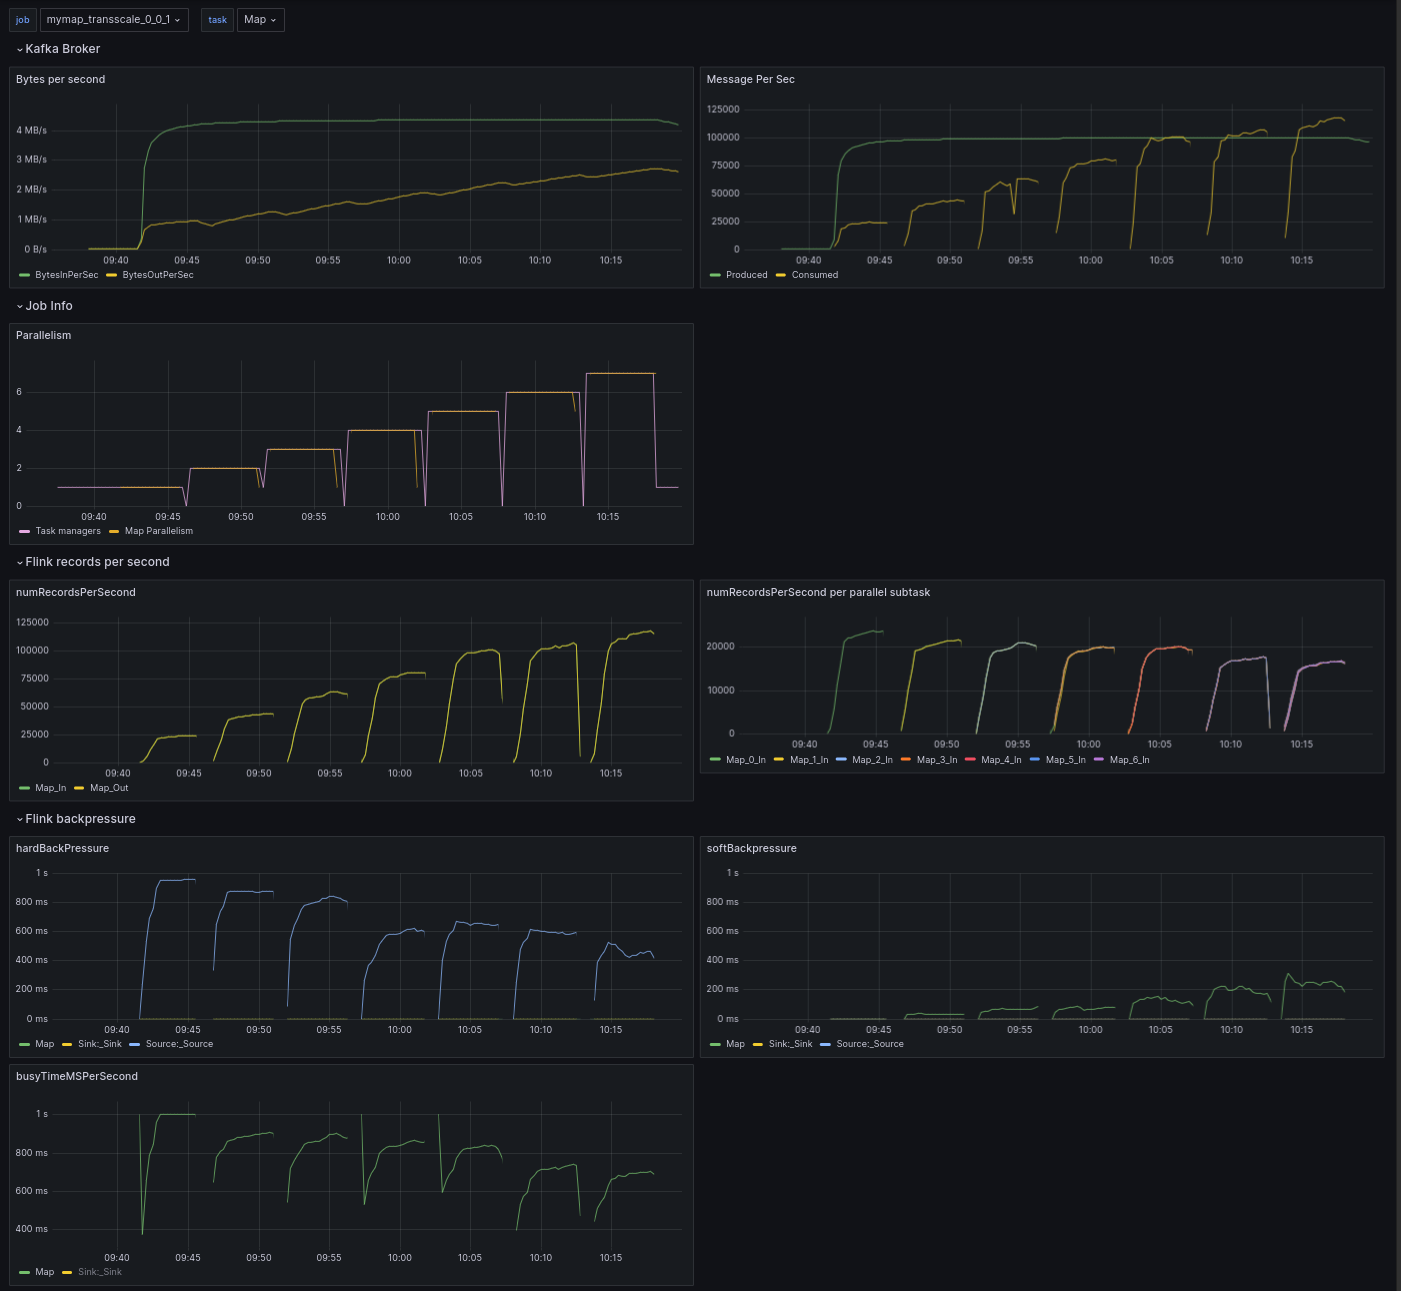 job mymap_transscale_0_0_1 task Map
Kafka Broker
Bytes per second
4 MB/s
3 MB/s
2 MB/s
1 MB/s
0 B/s
09:40 09:45 09:50 09:55 10:00 10:05 10:10 10:15
BytesInPerSec BytesOutPerSec
Message Per Sec
125000
100000
75000
50000
25000
0
09:40 09:45 09:50 09:55 10:00 10:05 10:10 10:15
Produced Consumed
Job Info
Parallelism
6
4
2
0
09:40 09:45 09:50 09:55 10:00 10:05 10:10 10:15
Task managers Map Parallelism
Flink records per second
numRecordsPerSecond
125000
100000
75000
50000
25000
0
09:40 09:45 09:50 09:55 10:00 10:05 10:10 10:15
Map_In Map_Out
numRecordsPerSecond per parallel subtask
20000
10000
0
09:40 09:45 09:50 09:55 10:00 10:05 10:10 10:15
Map_0_In Map_1_In Map_2_In Map_3_In Map_4_In Map_5_In Map_6_In
Flink backpressure
hardBackPressure
1 s
800 ms
600 ms
400 ms
200 ms
0 ms
09:40 09:45 09:50 09:55 10:00 10:05 10:10 10:15
Map Sink:_Sink Source:_Source
softBackpressure
1 s
800 ms
600 ms
400 ms
200 ms
0 ms
09:40 09:45 09:50 09:55 10:00 10:05 10:10 10:15
Map Sink:_Sink Source:_Source
busyTimeMSPerSecond
1 s
800 ms
600 ms
400 ms
09:40 09:45 09:50 09:55 10:00 10:05 10:10 10:15
Map Sink:_Sink